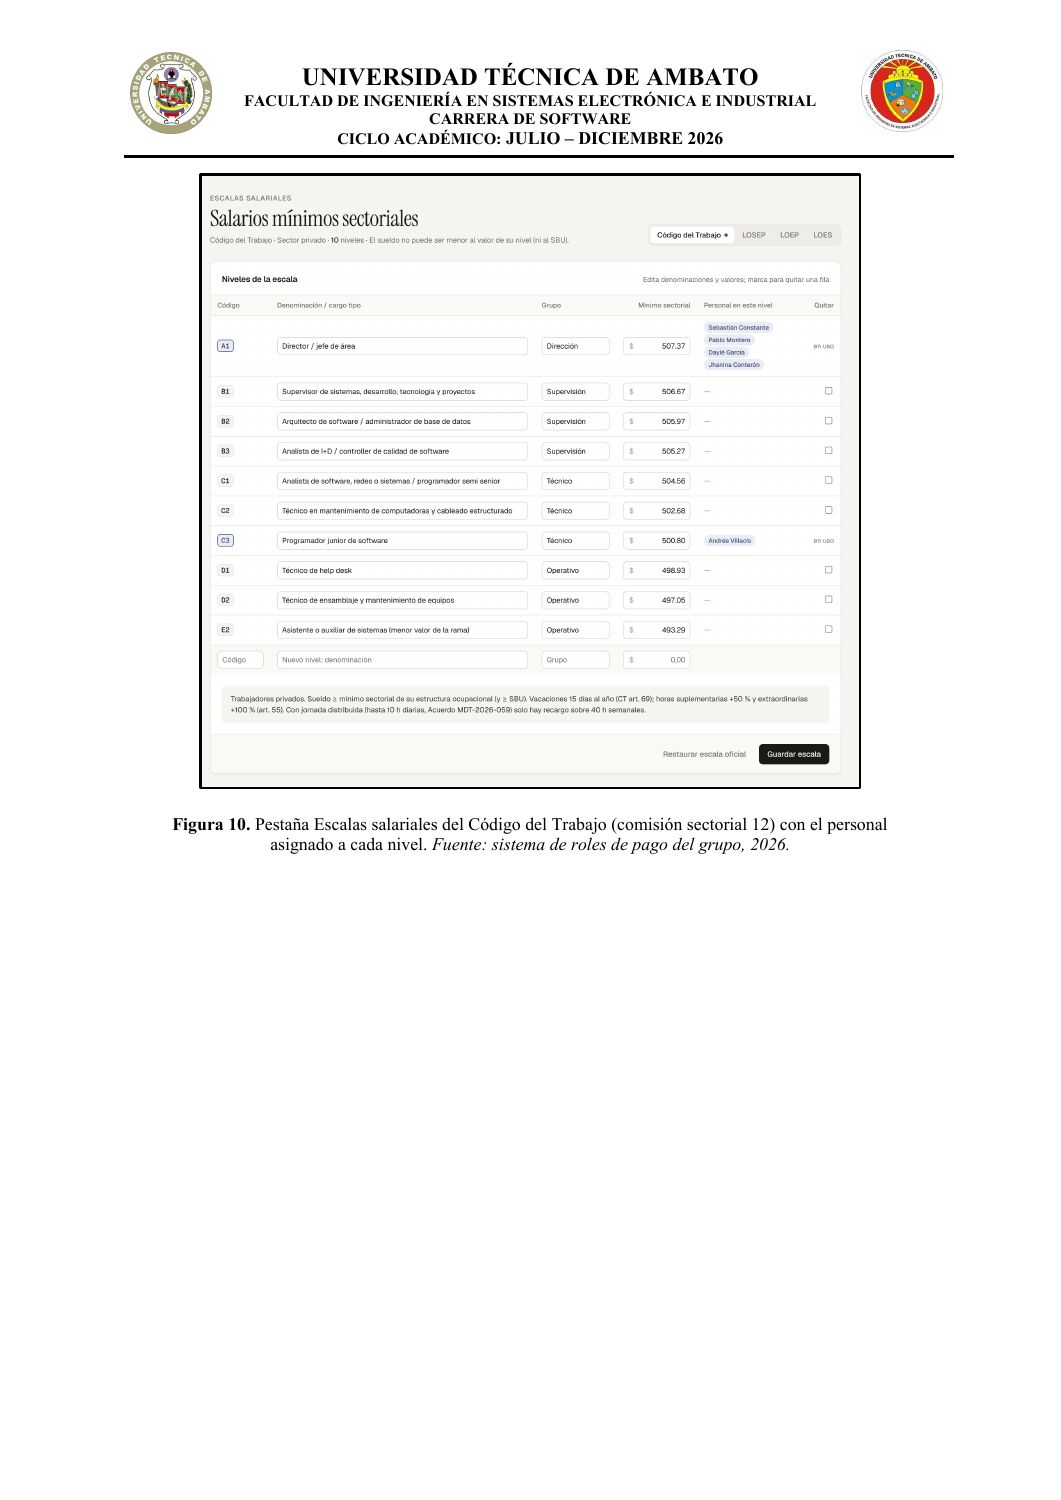 UNIVERSIDAD TÉCNICA DE AMBATO
FACULTAD DE INGENIERÍA EN SISTEMAS ELECTRÓNICA E INDUSTRIAL
CARRERA DE SOFTWARE
CICLO ACADÉMICO: JULIO – DICIEMBRE 2026
ESCALAS SALARIALES
Salarios mínimos sectoriales
Código del Trabajo · Sector privado · 10 niveles · El sueldo no puede ser menor al valor de su nivel (ni al SBU).
Código del Trabajo LOSEP LOEP LOES
Niveles de la escala Edita denominaciones y valores; marca para quitar una fila
Código Denominación / cargo tipo Grupo Mínimo sectorial Personal en este nivel Quitar
A1 Director / jefe de área Dirección $ 507.37 Sebastián Constante Pablo Montero Daylé García Jhanina Conterón en uso
B1 Supervisor de sistemas, desarrollo, tecnología y proyectos Supervisión $ 506.67 —
B2 Arquitecto de software / administrador de base de datos Supervisión $ 505.97 —
B3 Analista de I+D / controller de calidad de software Supervisión $ 505.27 —
C1 Analista de software, redes o sistemas / programador semi senior Técnico $ 504.56 —
C2 Técnico en mantenimiento de computadoras y cableado estructurado Técnico $ 502.68 —
C3 Programador junior de software Técnico $ 500.80 Andrés Villacís en uso
D1 Técnico de help desk Operativo $ 498.93 —
D2 Técnico de ensamblaje y mantenimiento de equipos Operativo $ 497.05 —
E2 Asistente o auxiliar de sistemas (menor valor de la rama) Operativo $ 493.29 —
Código Nuevo nivel: denominación Grupo $ 0,00
Trabajadores privados. Sueldo ≥ mínimo sectorial de su estructura ocupacional (y ≥ SBU). Vacaciones 15 días al año (CT art. 69); horas suplementarias +50 % y extraordinarias
+100 % (art. 55). Con jornada distribuida (hasta 10 h diarias, Acuerdo MDT-2026-059) solo hay recargo sobre 40 h semanales.
Restaurar escala oficial Guardar escala
Figura 10. Pestaña Escalas salariales del Código del Trabajo (comisión sectorial 12) con el personal
asignado a cada nivel. Fuente: sistema de roles de pago del grupo, 2026.